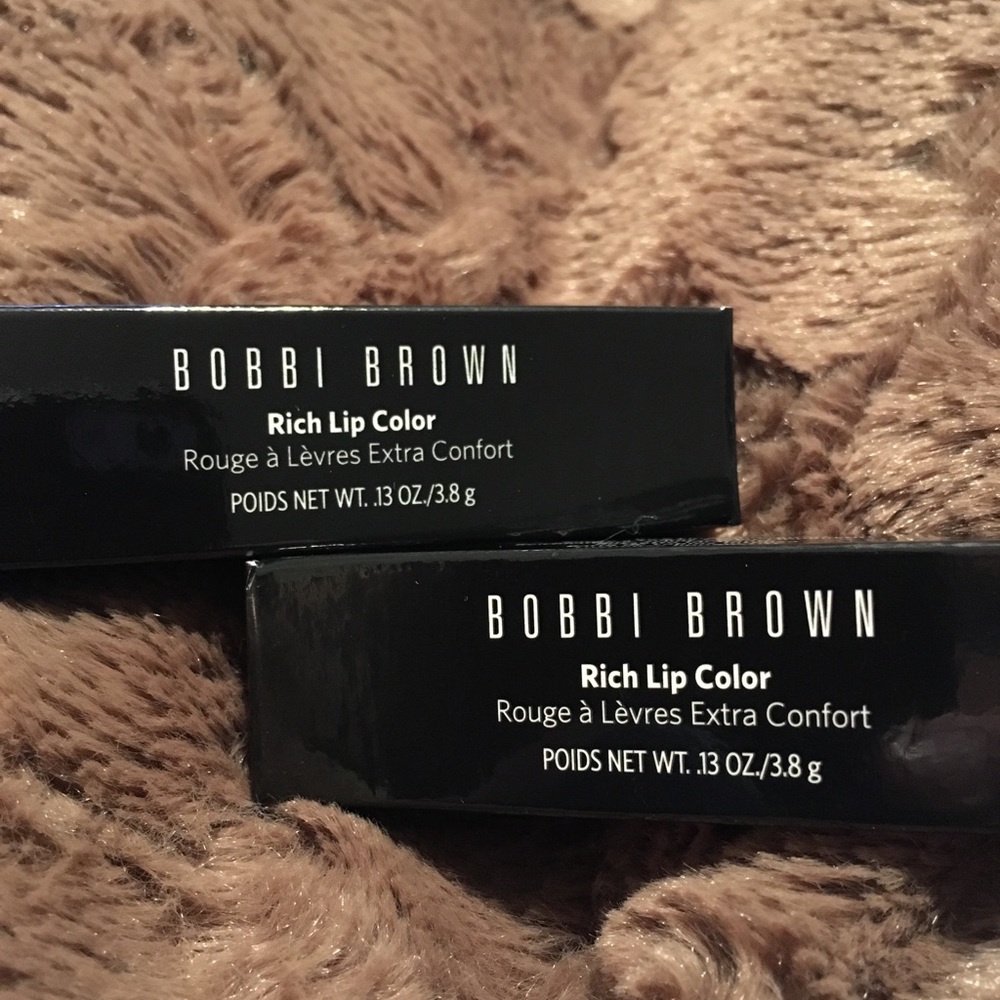 BOBBI BROWN
Rich Lip Color
Rouge à Lèvres Extra Confort
POIDS NET WT. .13 OZ./3.8 g
BOBBI BROWN
Rich Lip Color
Rouge à Lèvres Extra Confort
POIDS NET WT. .13 OZ./3.8 g